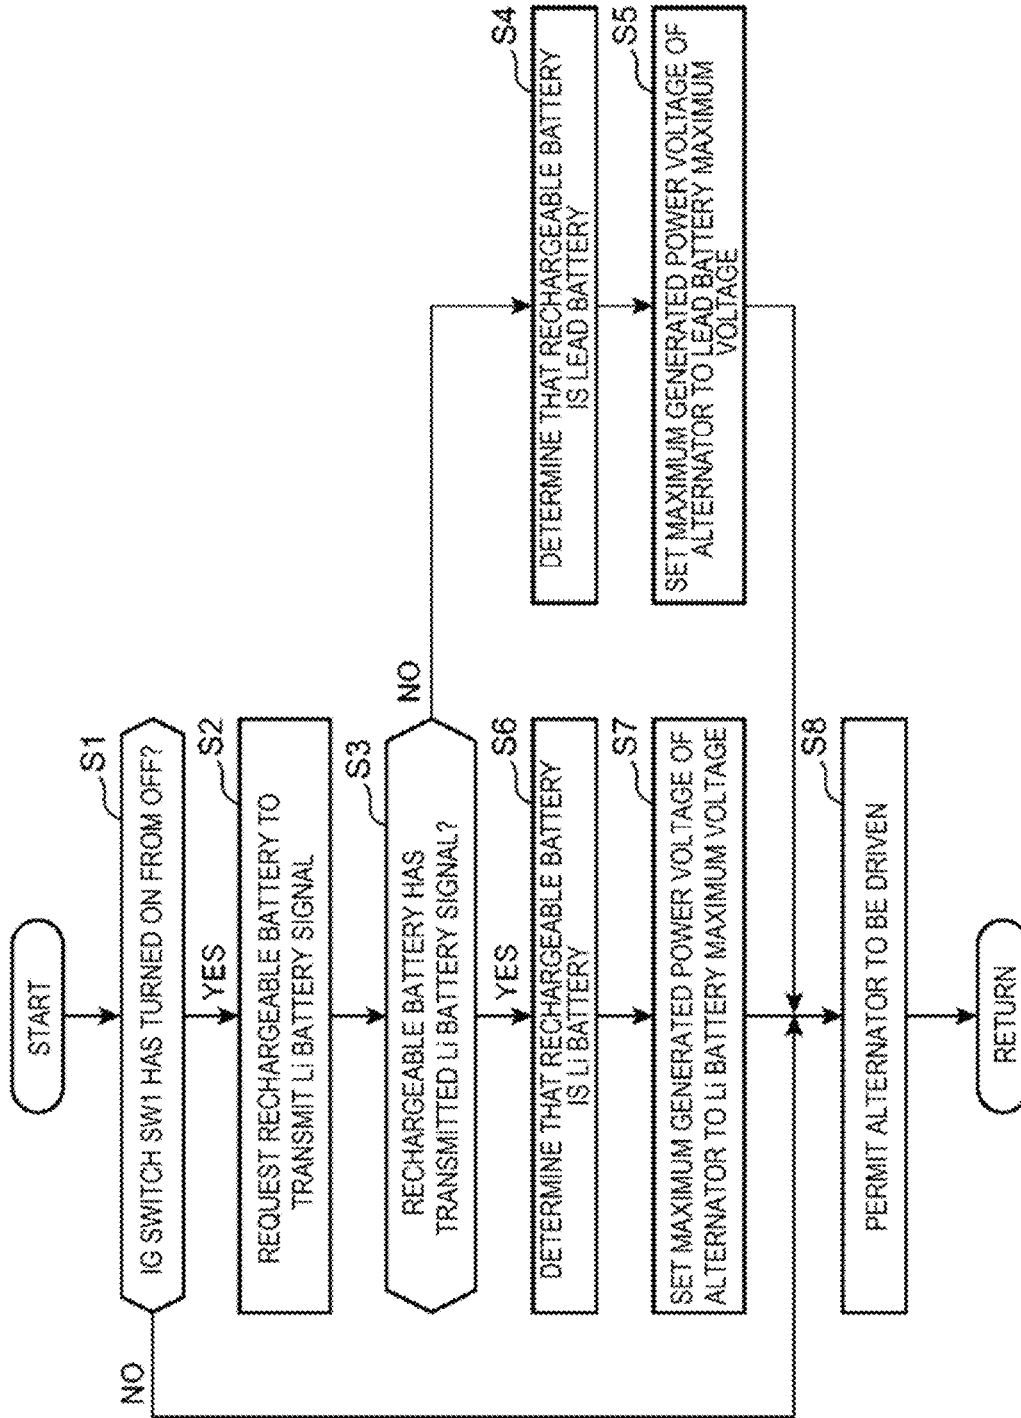 START
IG SWITCH SW1 HAS TURNED ON FROM OFF?
S1
NO
YES
REQUEST RECHARGEABLE BATTERY TO
TRANSMIT Li BATTERY SIGNAL
S2
RECHARGEABLE BATTERY HAS
TRANSMITTED Li BATTERY SIGNAL?
S3
NO
YES
DETERMINE THAT RECHARGEABLE BATTERY
IS LEAD BATTERY
S4
SET MAXIMUM GENERATED POWER VOLTAGE OF
ALTERNATOR TO LEAD BATTERY MAXIMUM
VOLTAGE
S5
DETERMINE THAT RECHARGEABLE BATTERY
IS Li BATTERY
S6
SET MAXIMUM GENERATED POWER VOLTAGE OF
ALTERNATOR TO Li BATTERY MAXIMUM VOLTAGE
S7
PERMIT ALTERNATOR TO BE DRIVEN
S8
RETURN